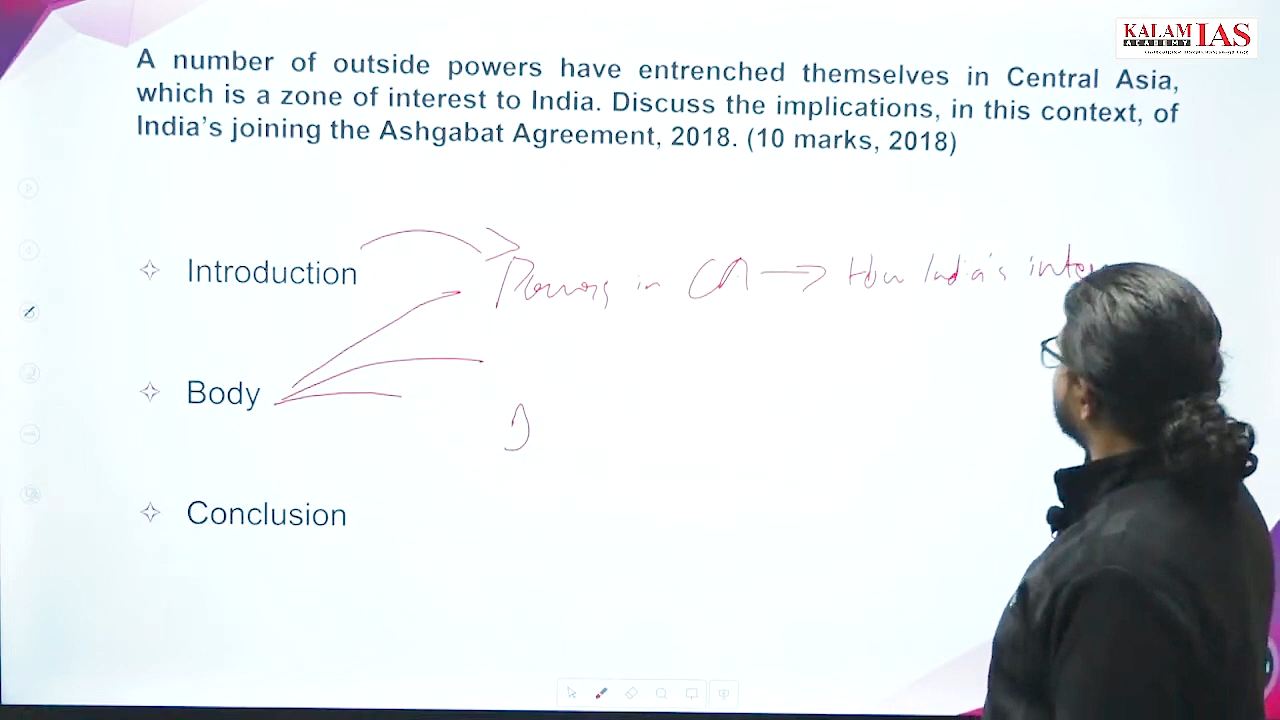 KALAM IAS
ACADEMY
A number of outside powers have entrenched themselves in Central Asia,
which is a zone of interest to India. Discuss the implications, in this context, of
India's joining the Ashgabat Agreement, 2018. (10 marks, 2018)
Introduction
Powers in CA → How India's inte
Body
Conclusion